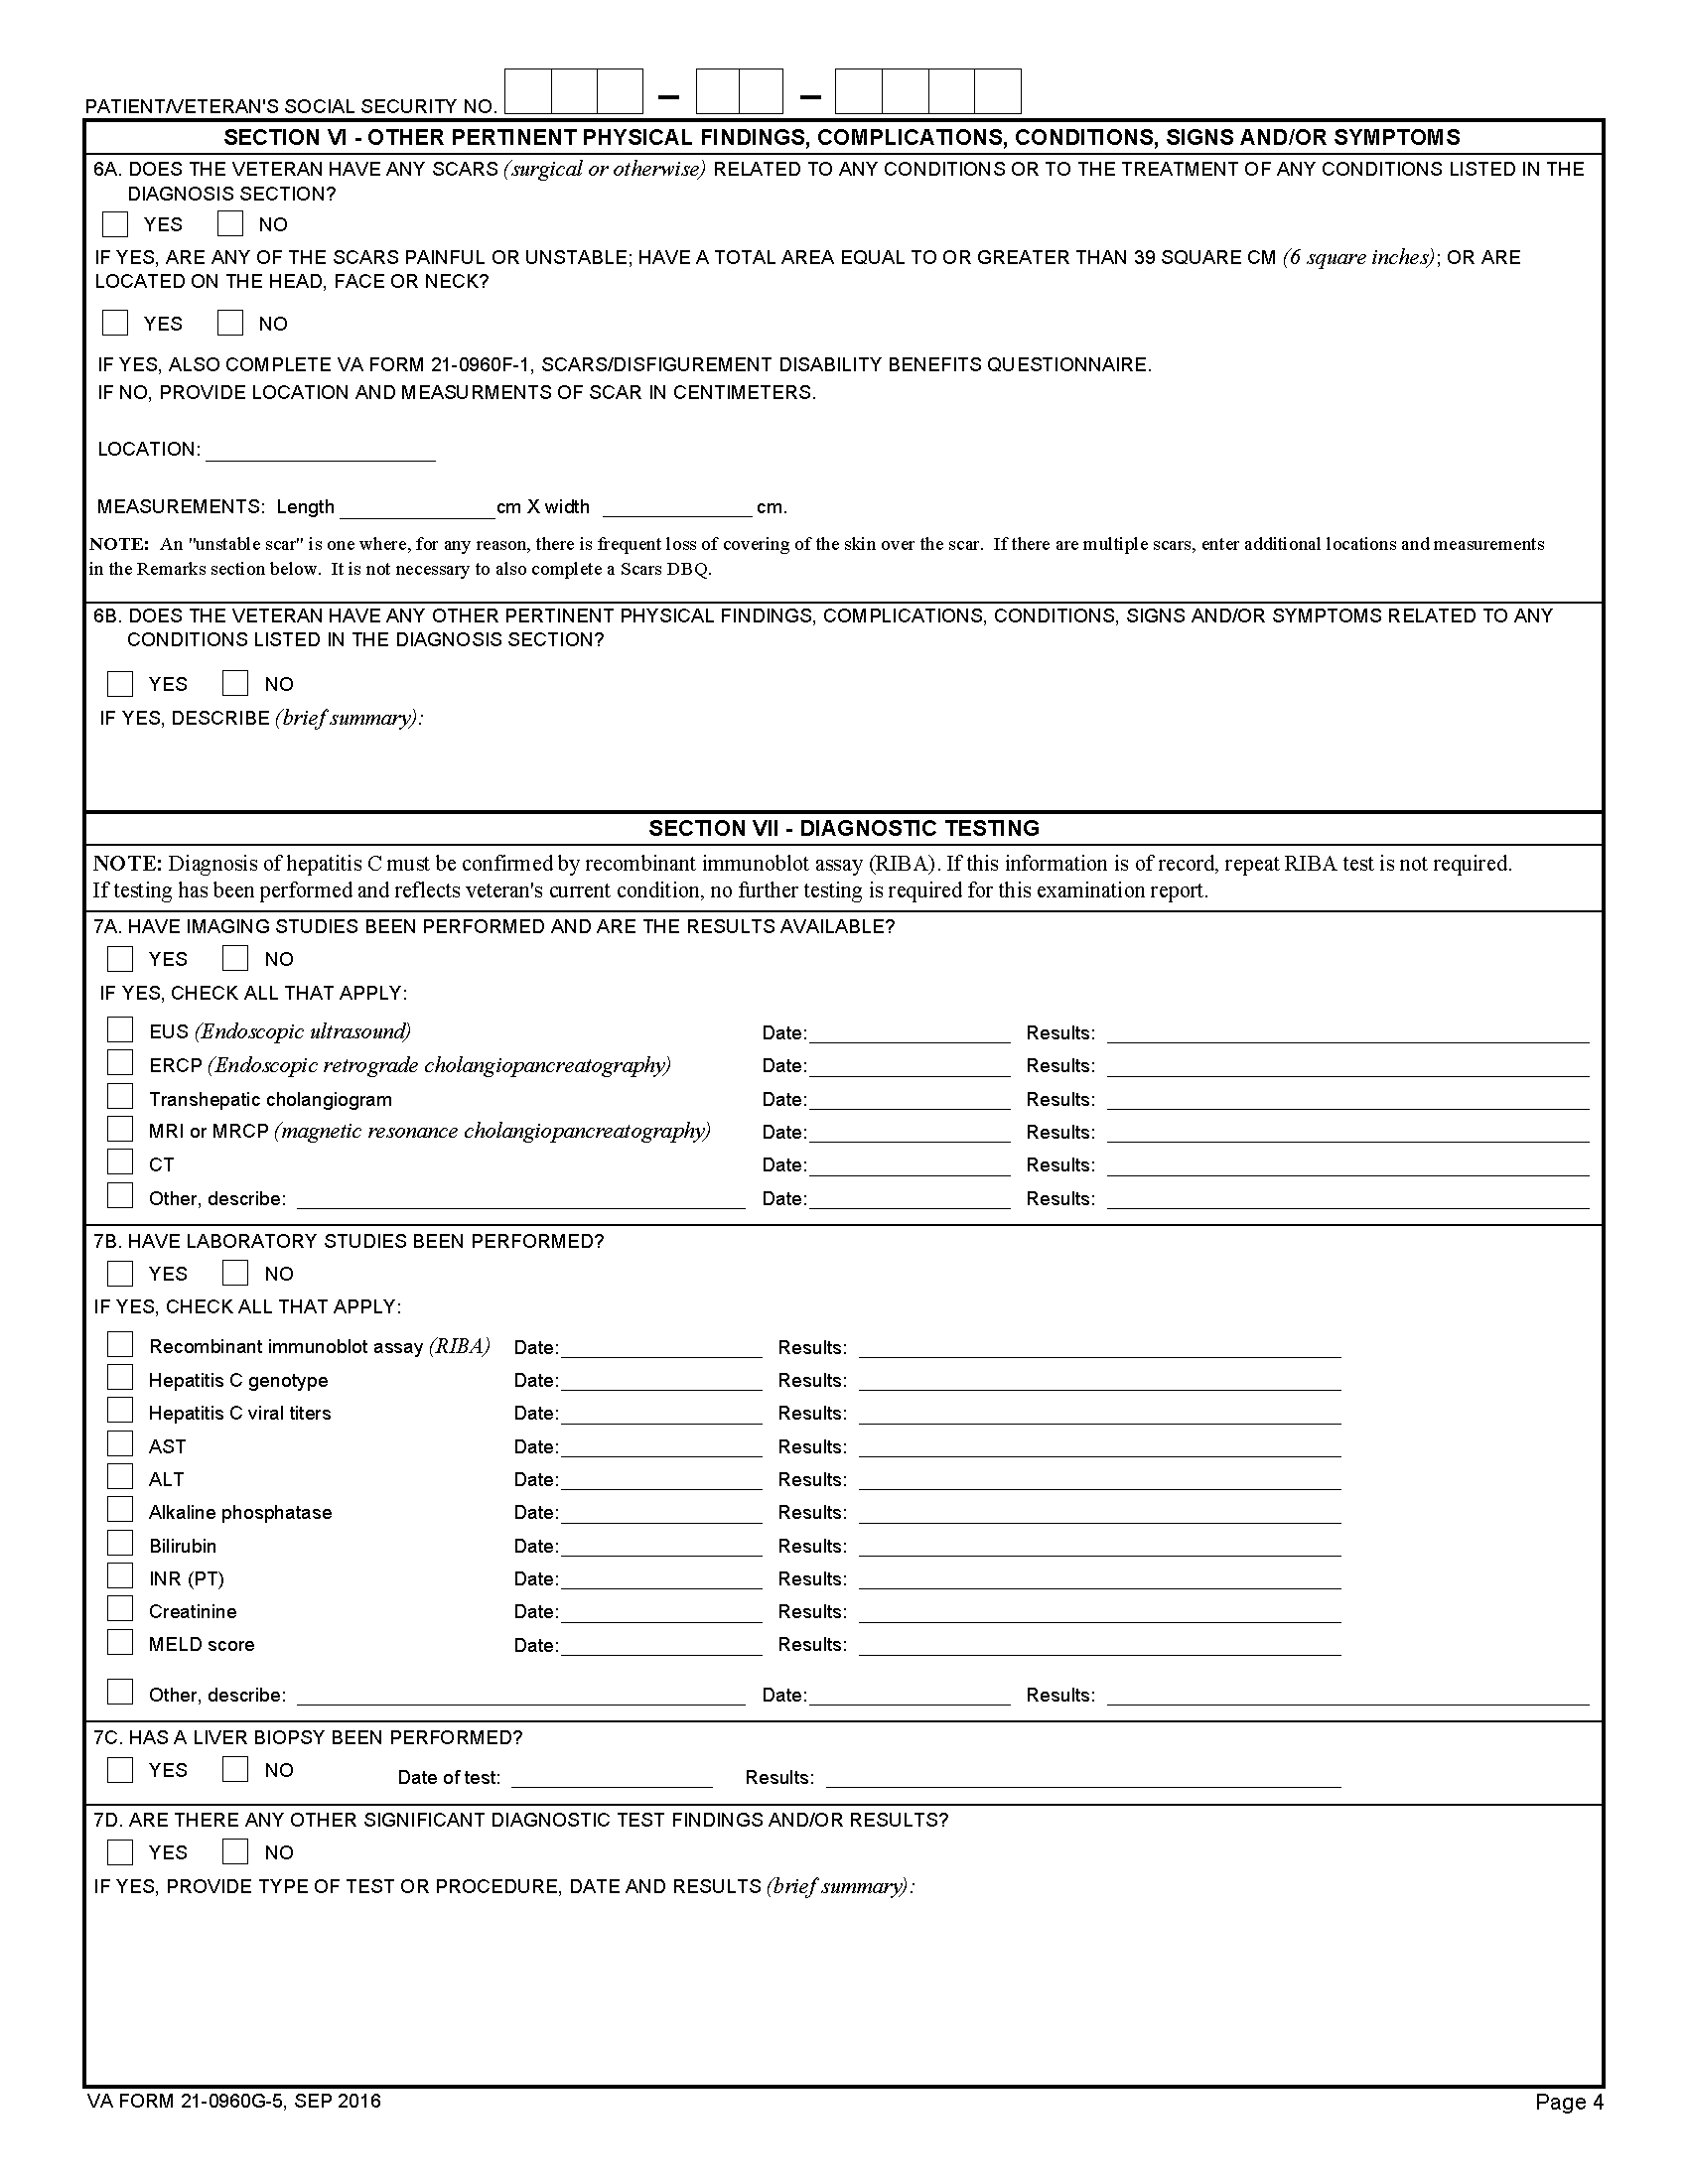 PATIENT/VETERAN'S SOCIAL SECURITY NO. – –
SECTION VI - OTHER PERTINENT PHYSICAL FINDINGS, COMPLICATIONS, CONDITIONS, SIGNS AND/OR SYMPTOMS
6A. DOES THE VETERAN HAVE ANY SCARS (surgical or otherwise) RELATED TO ANY CONDITIONS OR TO THE TREATMENT OF ANY CONDITIONS LISTED IN THE
DIAGNOSIS SECTION?
YES NO
IF YES, ARE ANY OF THE SCARS PAINFUL OR UNSTABLE; HAVE A TOTAL AREA EQUAL TO OR GREATER THAN 39 SQUARE CM (6 square inches); OR ARE
LOCATED ON THE HEAD, FACE OR NECK?
YES NO
IF YES, ALSO COMPLETE VA FORM 21-0960F-1, SCARS/DISFIGUREMENT DISABILITY BENEFITS QUESTIONNAIRE.
IF NO, PROVIDE LOCATION AND MEASURMENTS OF SCAR IN CENTIMETERS.
LOCATION:
MEASUREMENTS: Length cm X width cm.
NOTE: An "unstable scar" is one where, for any reason, there is frequent loss of covering of the skin over the scar. If there are multiple scars, enter additional locations and measurements
in the Remarks section below. It is not necessary to also complete a Scars DBQ.
6B. DOES THE VETERAN HAVE ANY OTHER PERTINENT PHYSICAL FINDINGS, COMPLICATIONS, CONDITIONS, SIGNS AND/OR SYMPTOMS RELATED TO ANY
CONDITIONS LISTED IN THE DIAGNOSIS SECTION?
YES NO
IF YES, DESCRIBE (brief summary):
SECTION VII - DIAGNOSTIC TESTING
NOTE: Diagnosis of hepatitis C must be confirmed by recombinant immunoblot assay (RIBA). If this information is of record, repeat RIBA test is not required.
If testing has been performed and reflects veteran's current condition, no further testing is required for this examination report.
7A. HAVE IMAGING STUDIES BEEN PERFORMED AND ARE THE RESULTS AVAILABLE?
YES NO
IF YES, CHECK ALL THAT APPLY:
EUS (Endoscopic ultrasound) Date: Results:
ERCP (Endoscopic retrograde cholangiopancreatography) Date: Results:
Transhepatic cholangiogram Date: Results:
MRI or MRCP (magnetic resonance cholangiopancreatography) Date: Results:
CT Date: Results:
Other, describe: Date: Results:
7B. HAVE LABORATORY STUDIES BEEN PERFORMED?
YES NO
IF YES, CHECK ALL THAT APPLY:
Recombinant immunoblot assay (RIBA) Date: Results:
Hepatitis C genotype Date: Results:
Hepatitis C viral titers Date: Results:
AST Date: Results:
ALT Date: Results:
Alkaline phosphatase Date: Results:
Bilirubin Date: Results:
INR (PT) Date: Results:
Creatinine Date: Results:
MELD score Date: Results:
Other, describe: Date: Results:
7C. HAS A LIVER BIOPSY BEEN PERFORMED?
YES NO Date of test: Results:
7D. ARE THERE ANY OTHER SIGNIFICANT DIAGNOSTIC TEST FINDINGS AND/OR RESULTS?
YES NO
IF YES, PROVIDE TYPE OF TEST OR PROCEDURE, DATE AND RESULTS (brief summary):
VA FORM 21-0960G-5, SEP 2016 Page 4